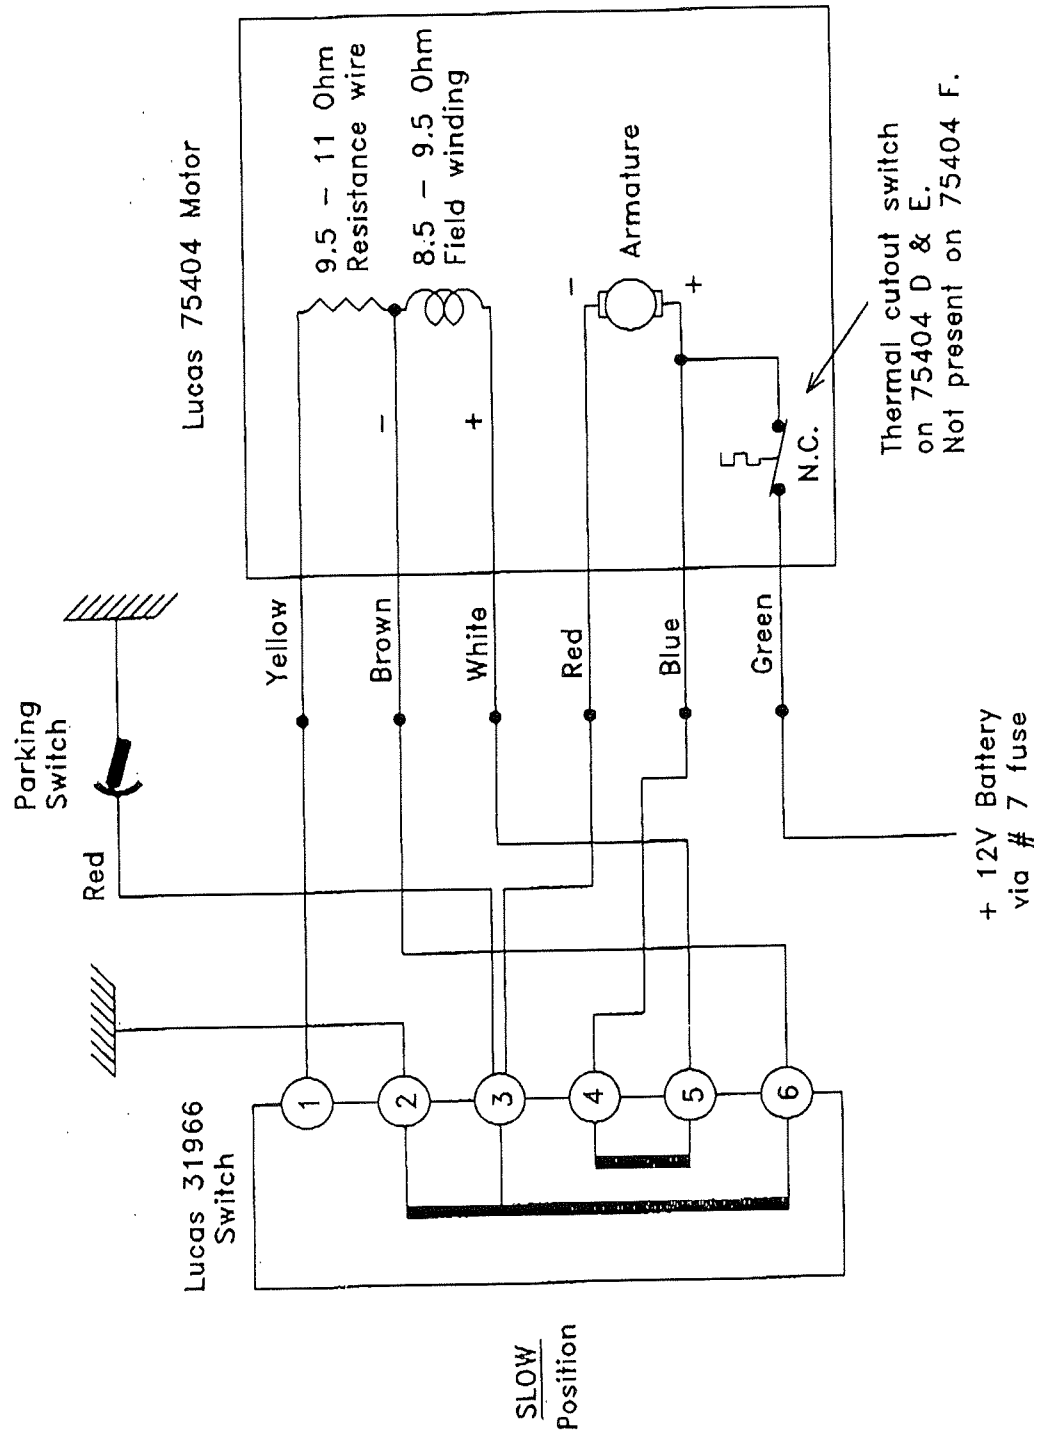 Lucas 75404 Motor
9.5 - 11 Ohm
Resistance wire
8.5 - 9.5 Ohm
Field winding
-
+
-
Armature
+
N.C.
Thermal cutout switch
on 75404 D & E.
Not present on 75404 F.
Parking
Switch
Red
Yellow
Brown
White
Red
Blue
Green
+ 12V Battery
via # 7 fuse
Lucas 31966
Switch
1
2
3
4
5
6
SLOW
Position